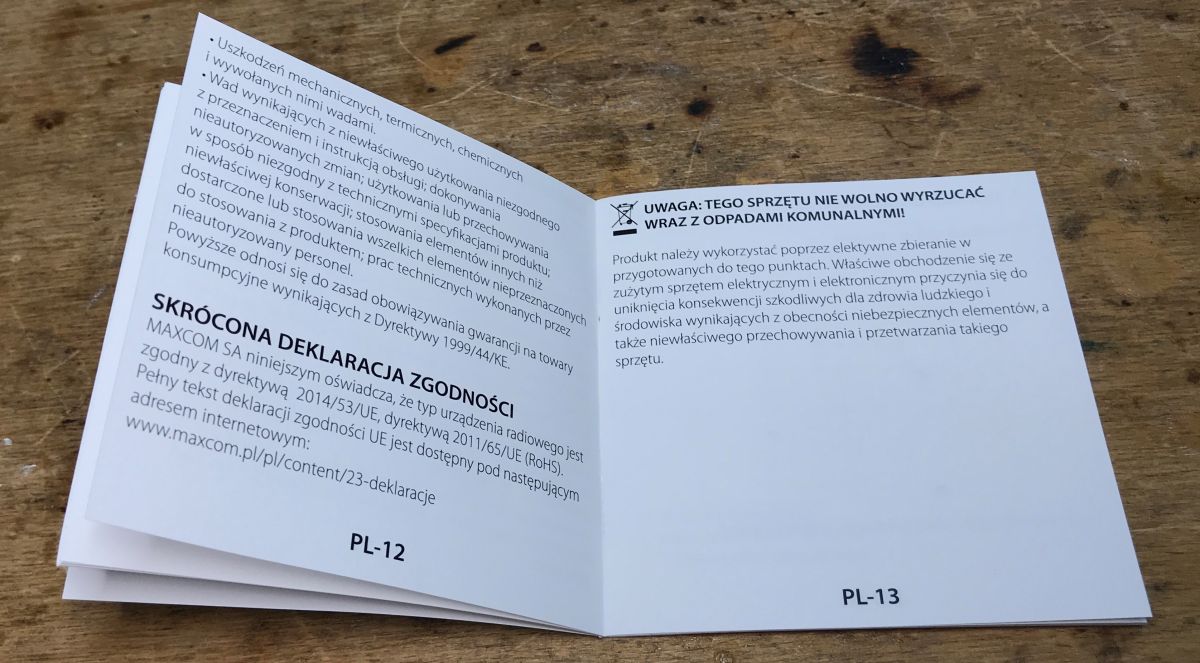 • Uszkodzeń mechanicznych, termicznych, chemicznych
i wywołanych nimi wadami.
• Wad wynikających z niewłaściwego użytkowania niezgodnego
z przeznaczeniem i instrukcją obsługi; dokonywania
nieautoryzowanych zmian; użytkowania lub przechowywania
w sposób niezgodny z technicznymi specyfikacjami produktu;
niewłaściwej konserwacji; stosowania elementów innych niż
dostarczone lub stosowania wszelkich elementów nieprzeznaczonych
do stosowania z produktem; prac technicznych wykonanych przez
nieautoryzowany personel.
Powyższe odnosi się do zasad obowiązywania gwarancji na towary
konsumpcyjne wynikających z Dyrektywy 1999/44/KE.
SKRÓCONA DEKLARACJA ZGODNOŚCI
MAXCOM SA niniejszym oświadcza, że typ urządzenia radiowego jest
zgodny z dyrektywą 2014/53/UE, dyrektywą 2011/65/UE (RoHS).
Pełny tekst deklaracji zgodności UE jest dostępny pod następującym
adresem internetowym:
www.maxcom.pl/pl/content/23-deklaracje
PL-12
UWAGA: TEGO SPRZĘTU NIE WOLNO WYRZUCAĆ
WRAZ Z ODPADAMI KOMUNALNYMI!
Produkt należy wykorzystać poprzez elektywne zbieranie w
przygotowanych do tego punktach. Właściwe obchodzenie się ze
zużytym sprzętem elektrycznym i elektronicznym przyczynia się do
uniknięcia konsekwencji szkodliwych dla zdrowia ludzkiego i
środowiska wynikających z obecności niebezpiecznych elementów, a
także niewłaściwego przechowywania i przetwarzania takiego
sprzętu.
PL-13